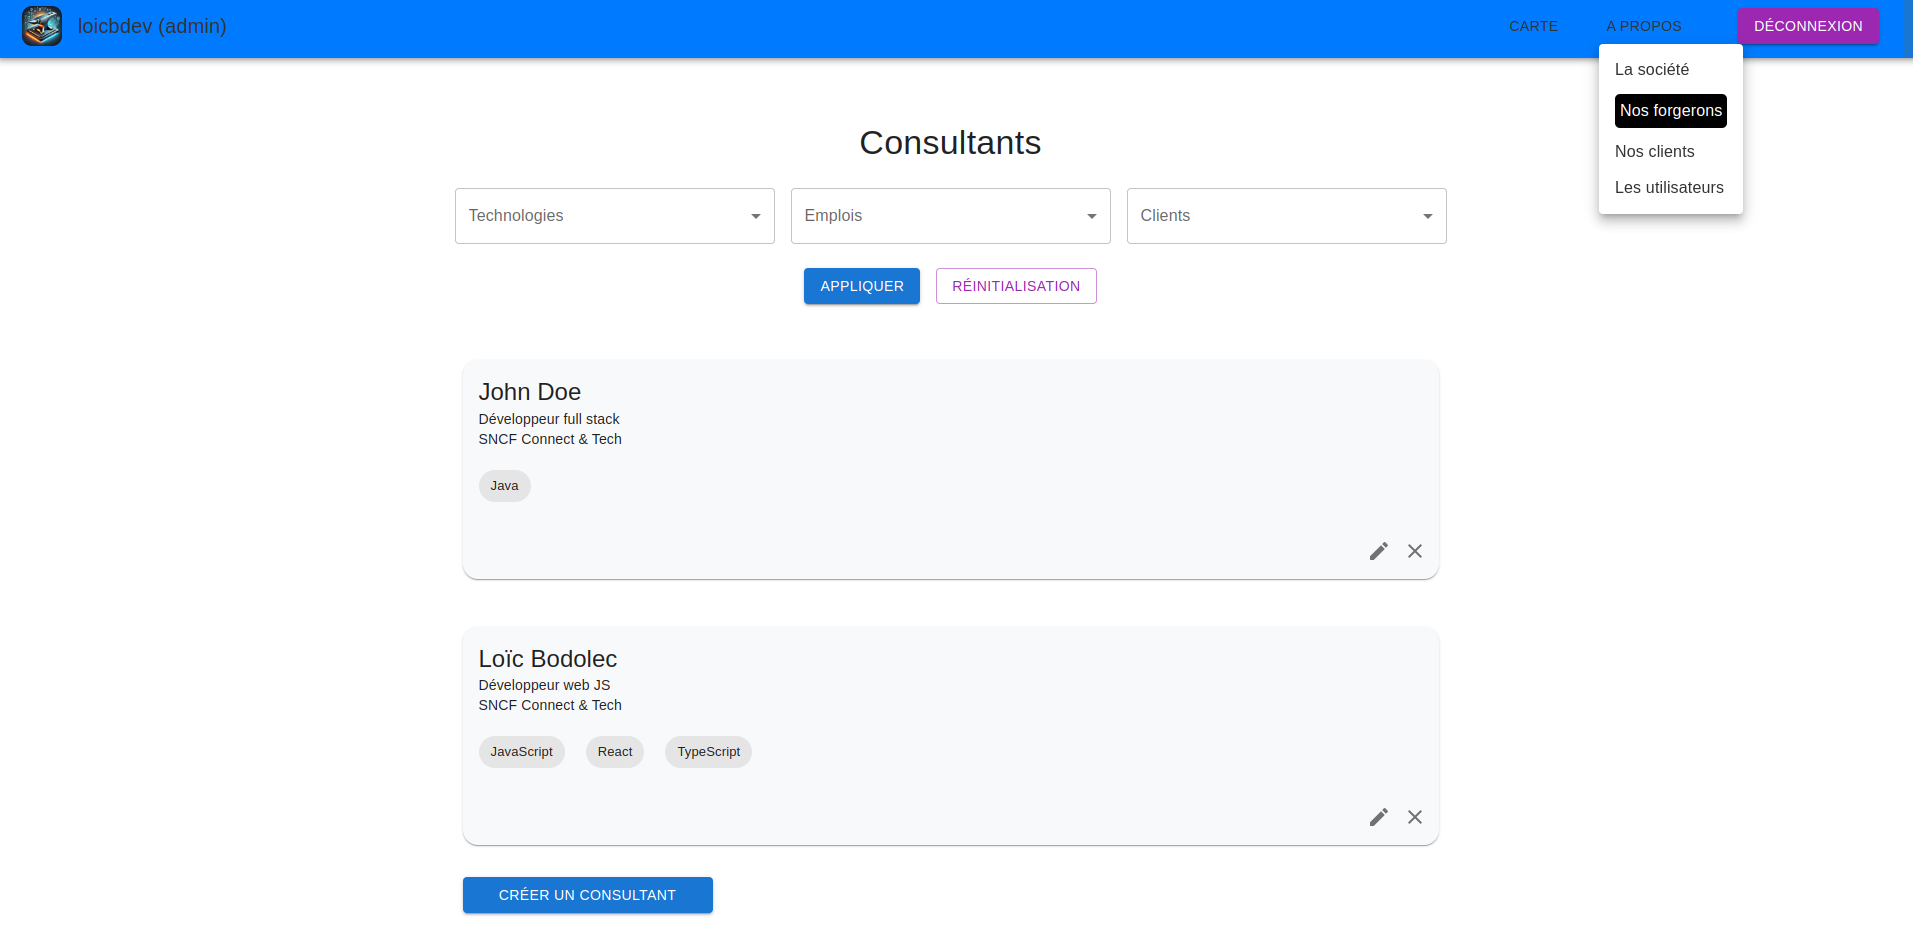 loicbdev (admin)
CARTE
A PROPOS
DÉCONNEXION
La société
Nos forgerons
Nos clients
Les utilisateurs
Consultants
Technologies
Emplois
Clients
APPLIQUER
RÉINITIALISATION
John Doe
Développeur full stack
SNCF Connect & Tech
Java
Loïc Bodolec
Développeur web JS
SNCF Connect & Tech
JavaScript
React
TypeScript
CRÉER UN CONSULTANT